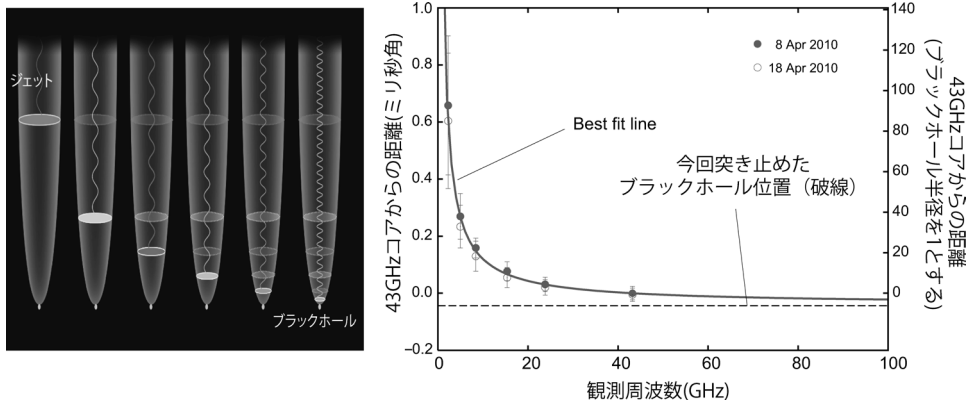 ジェット
ブラックホール
43GHzコアからの距離(ミリ秒角)
1.0
0.8
0.6
0.4
0.2
0.0
−0.2
8 Apr 2010
18 Apr 2010
Best fit line
今回突き止めた
ブラックホール位置（破線）
0
20
40
60
80
100
観測周波数(GHz)
140
120
100
80
60
40
20
0
43GHzコアからの距離
(ブラックホール半径を1とする)